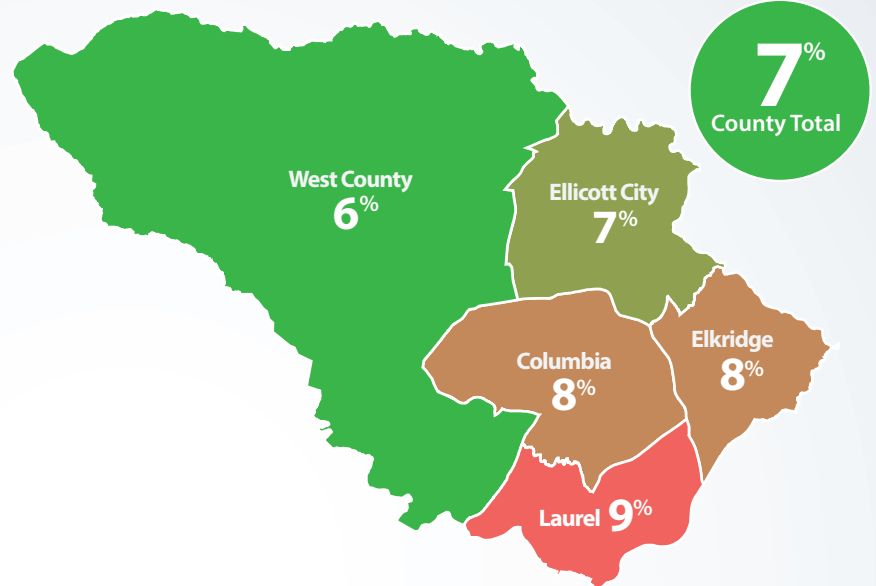 7%
County Total
West County
6%
Ellicott City
7%
Columbia
8%
Elkridge
8%
Laurel 9%